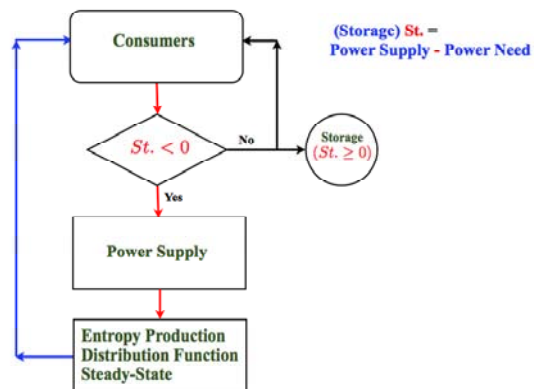 Consumers
(Storage) St. =
Power Supply - Power Need
St. < 0
No
Storage
(St. ≥ 0)
Yes
Power Supply
Entropy Production
Distribution Function
Steady-State